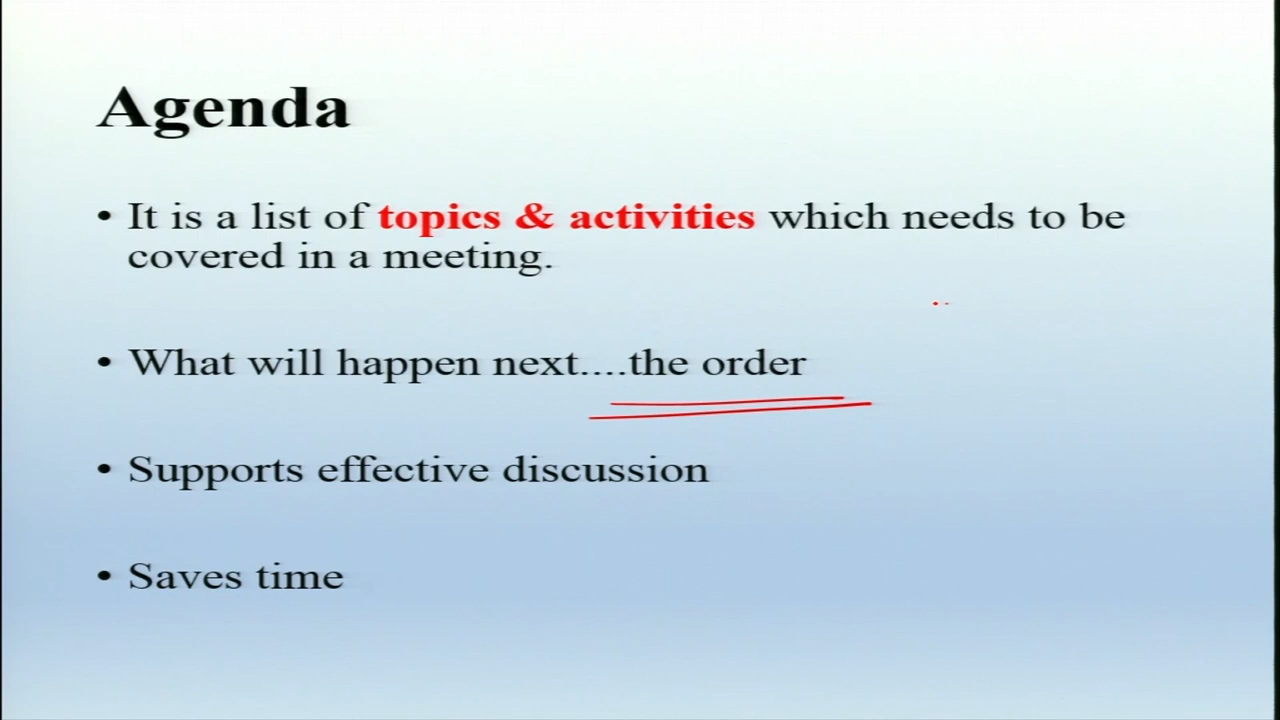 Agenda
• It is a list of topics & activities which needs to be
covered in a meeting.
• What will happen next....the order
• Supports effective discussion
• Saves time